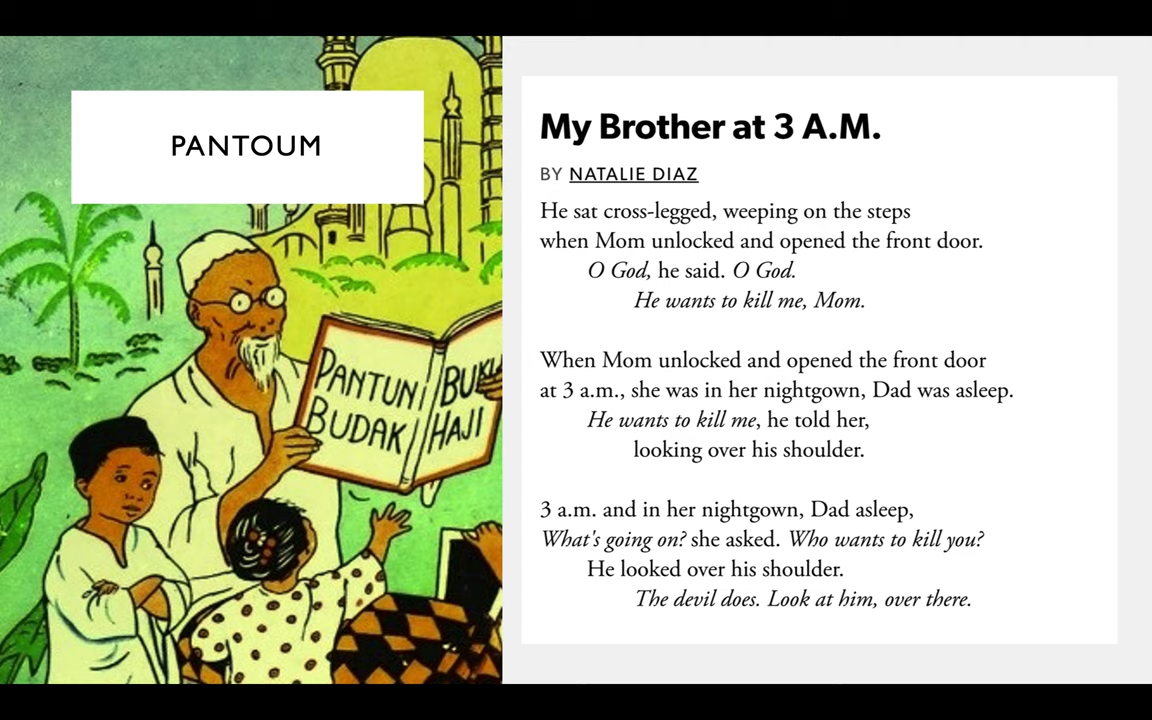 PANTOUM
PANTUN BUDAK
BUKU HAJI
My Brother at 3 A.M.
BY NATALIE DIAZ
He sat cross-legged, weeping on the steps
when Mom unlocked and opened the front door.
O God, he said. O God.
He wants to kill me, Mom.
When Mom unlocked and opened the front door
at 3 a.m., she was in her nightgown, Dad was asleep.
He wants to kill me, he told her,
looking over his shoulder.
3 a.m. and in her nightgown, Dad asleep,
What's going on? she asked. Who wants to kill you?
He looked over his shoulder.
The devil does. Look at him, over there.